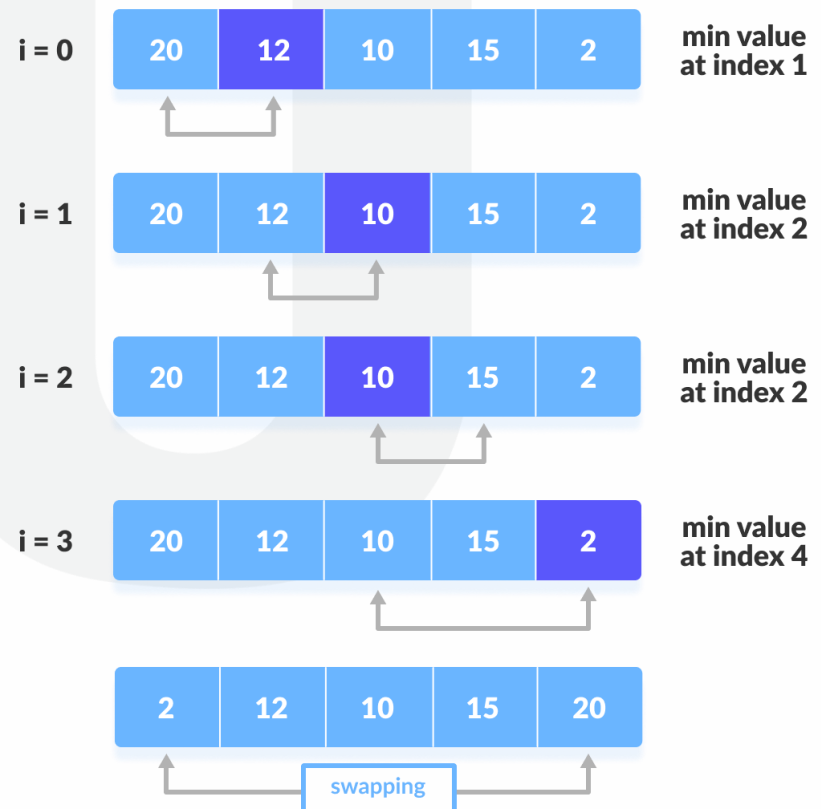 i = 0 20 12 10 15 2 min value
at index 1
i = 1 20 12 10 15 2 min value
at index 2
i = 2 20 12 10 15 2 min value
at index 2
i = 3 20 12 10 15 2 min value
at index 4
2 12 10 15 20
swapping